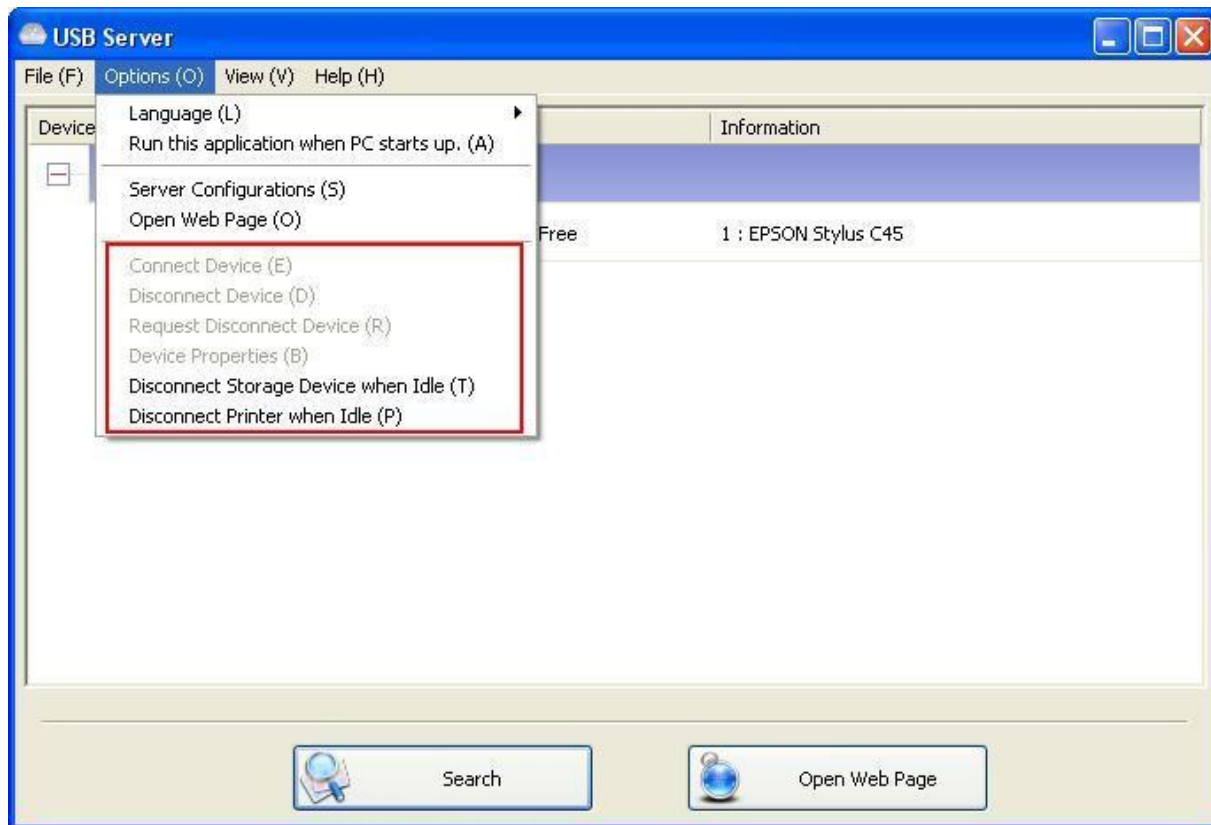 USB Server
File (F) Options (O) View (V) Help (H)
Device Information
Language (L)
Run this application when PC starts up. (A)
Server Configurations (S)
Open Web Page (O)
Free 1 : EPSON Stylus C45
Connect Device (E)
Disconnect Device (D)
Request Disconnect Device (R)
Device Properties (B)
Disconnect Storage Device when Idle (T)
Disconnect Printer when Idle (P)
Search Open Web Page